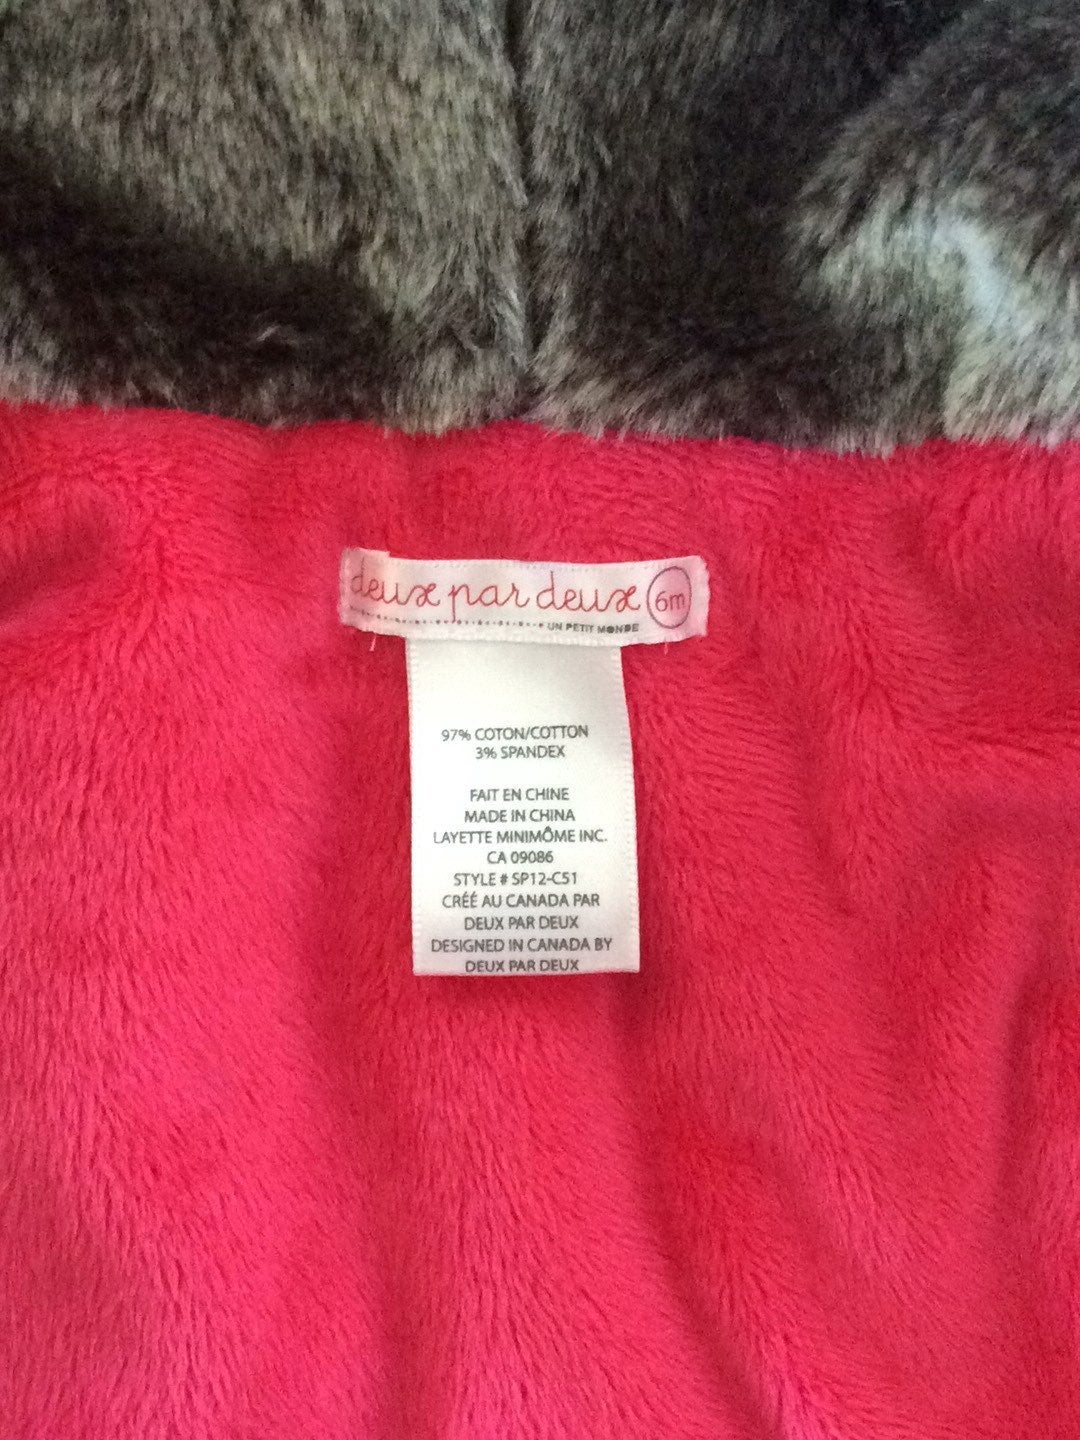 deux par deux 6m
UN PETIT MONDE
97% COTON/COTTON
3% SPANDEX
FAIT EN CHINE
MADE IN CHINA
LAYETTE MINIMÔME INC.
CA 09086
STYLE # SP12-C51
CRÉÉ AU CANADA PAR
DEUX PAR DEUX
DESIGNED IN CANADA BY
DEUX PAR DEUX